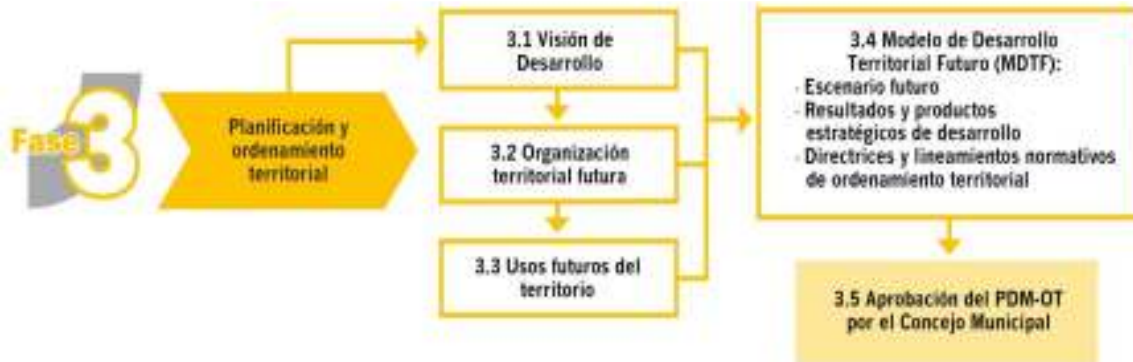 Fase 3
Planificación y
ordenamiento
territorial
3.1 Visión de
Desarrollo
3.2 Organización
territorial futura
3.3 Usos futuros del
territorio
3.4 Modelo de Desarrollo
Territorial Futuro (MDTF):
- Escenario futuro
- Resultados y productos
estratégicos de desarrollo
- Directrices y lineamientos normativos
de ordenamiento territorial
3.5 Aprobación del PDM-OT
por el Concejo Municipal